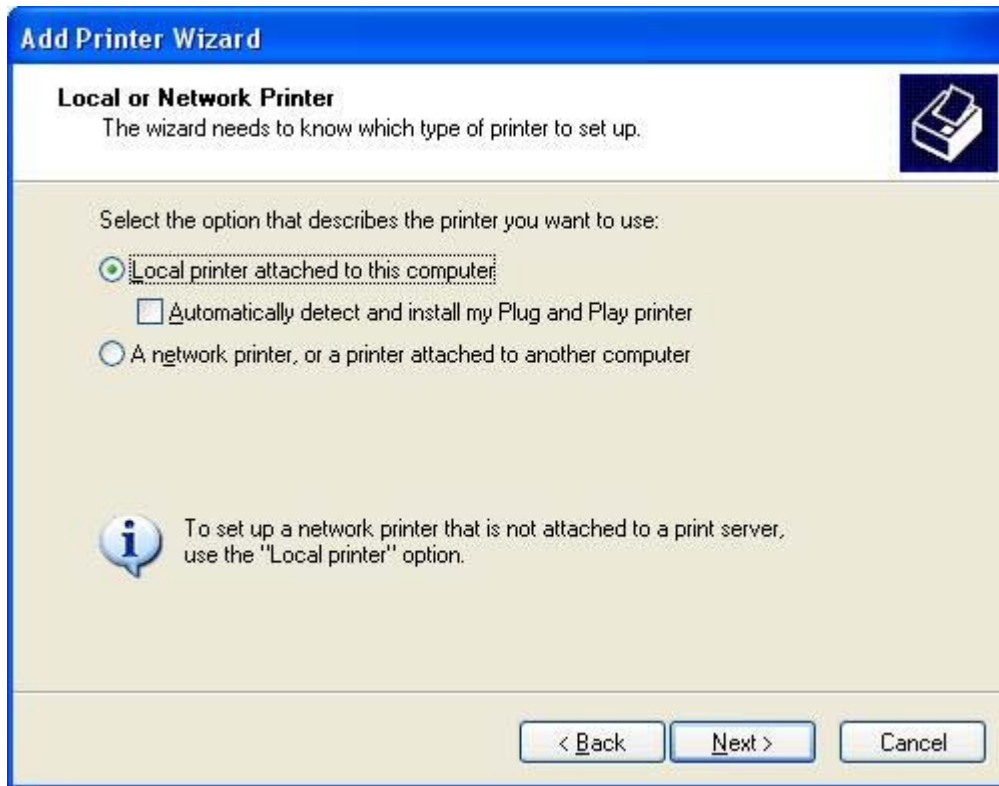 Add Printer Wizard
Local or Network Printer
The wizard needs to know which type of printer to set up.
Select the option that describes the printer you want to use:
Local printer attached to this computer
Automatically detect and install my Plug and Play printer
A network printer, or a printer attached to another computer
To set up a network printer that is not attached to a print server,
use the "Local printer" option.
< Back Next > Cancel